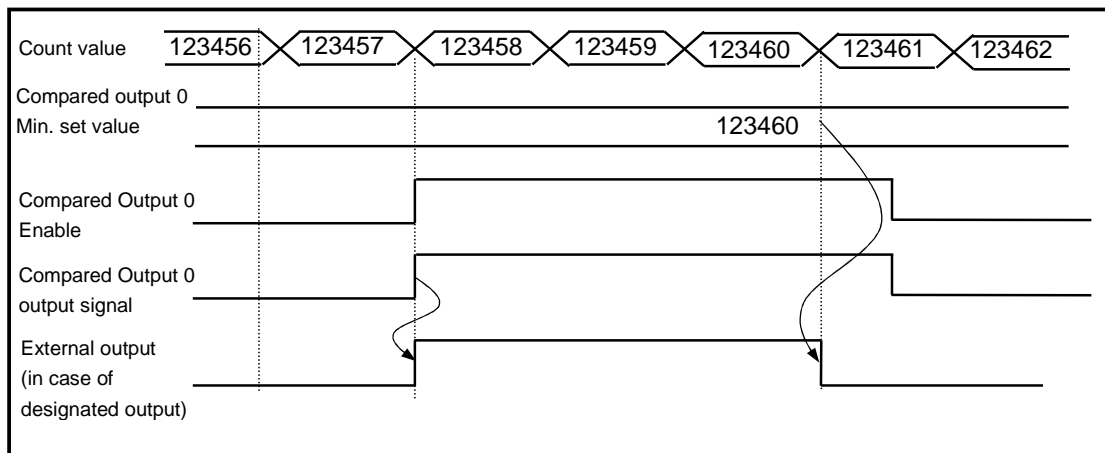 Count value
123456 123457 123458 123459 123460 123461 123462
Compared output 0
Min. set value
123460
Compared Output 0
Enable
Compared Output 0
output signal
External output
(in case of
designated output)